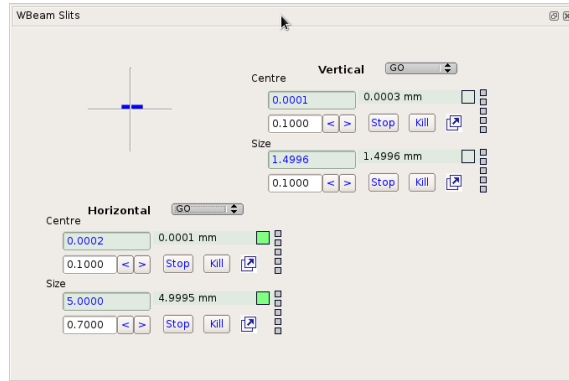 WBeam Slits
Vertical GO
Centre
0.0001 0.0003 mm
0.1000 < > Stop Kill
Size
1.4996 1.4996 mm
0.1000 < > Stop Kill
Horizontal GO
Centre
0.0002 0.0001 mm
0.1000 < > Stop Kill
Size
5.0000 4.9995 mm
0.7000 < > Stop Kill